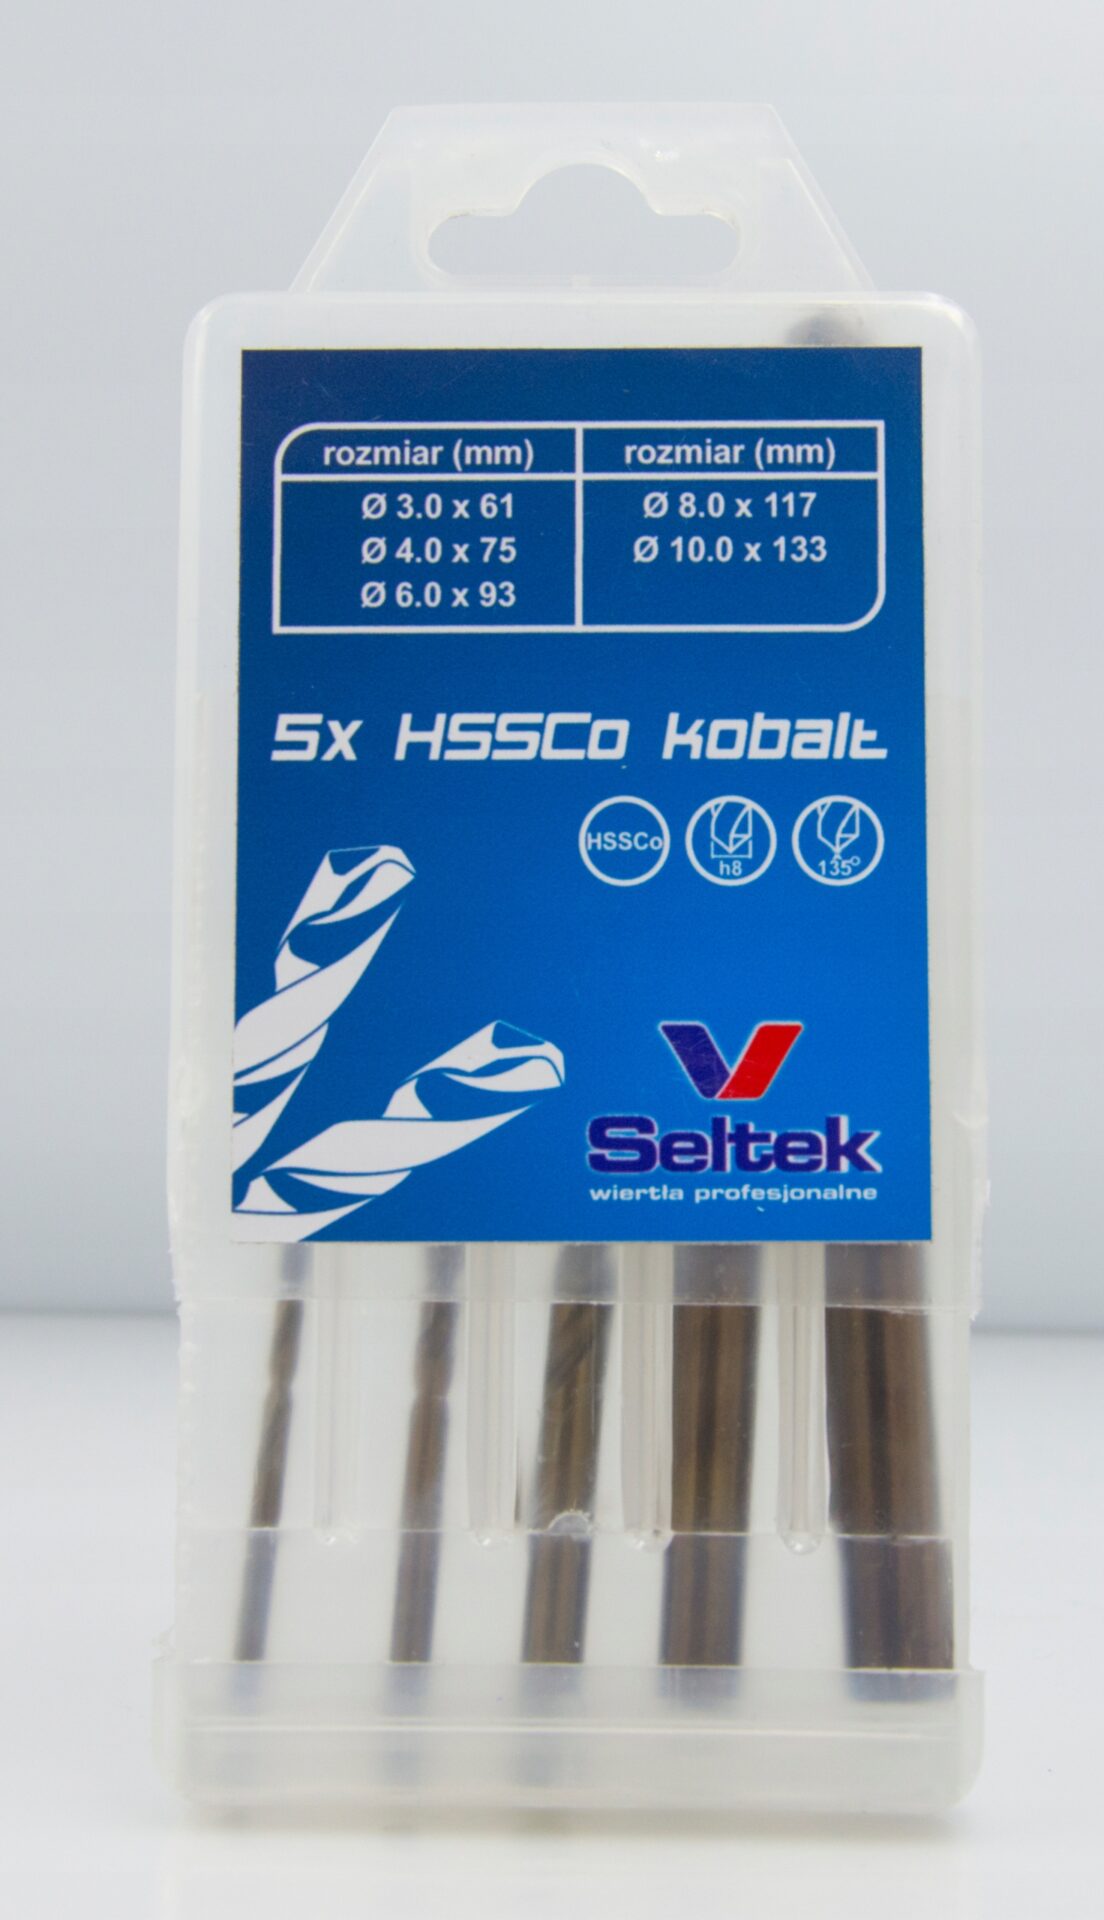 rozmiar (mm) rozmiar (mm)
Ø 3.0 x 61 Ø 8.0 x 117
Ø 4.0 x 75 Ø 10.0 x 133
Ø 6.0 x 93
5x HSSCo kobalt
HSSCo h8 135°
Seltek
wiertła profesjonalne